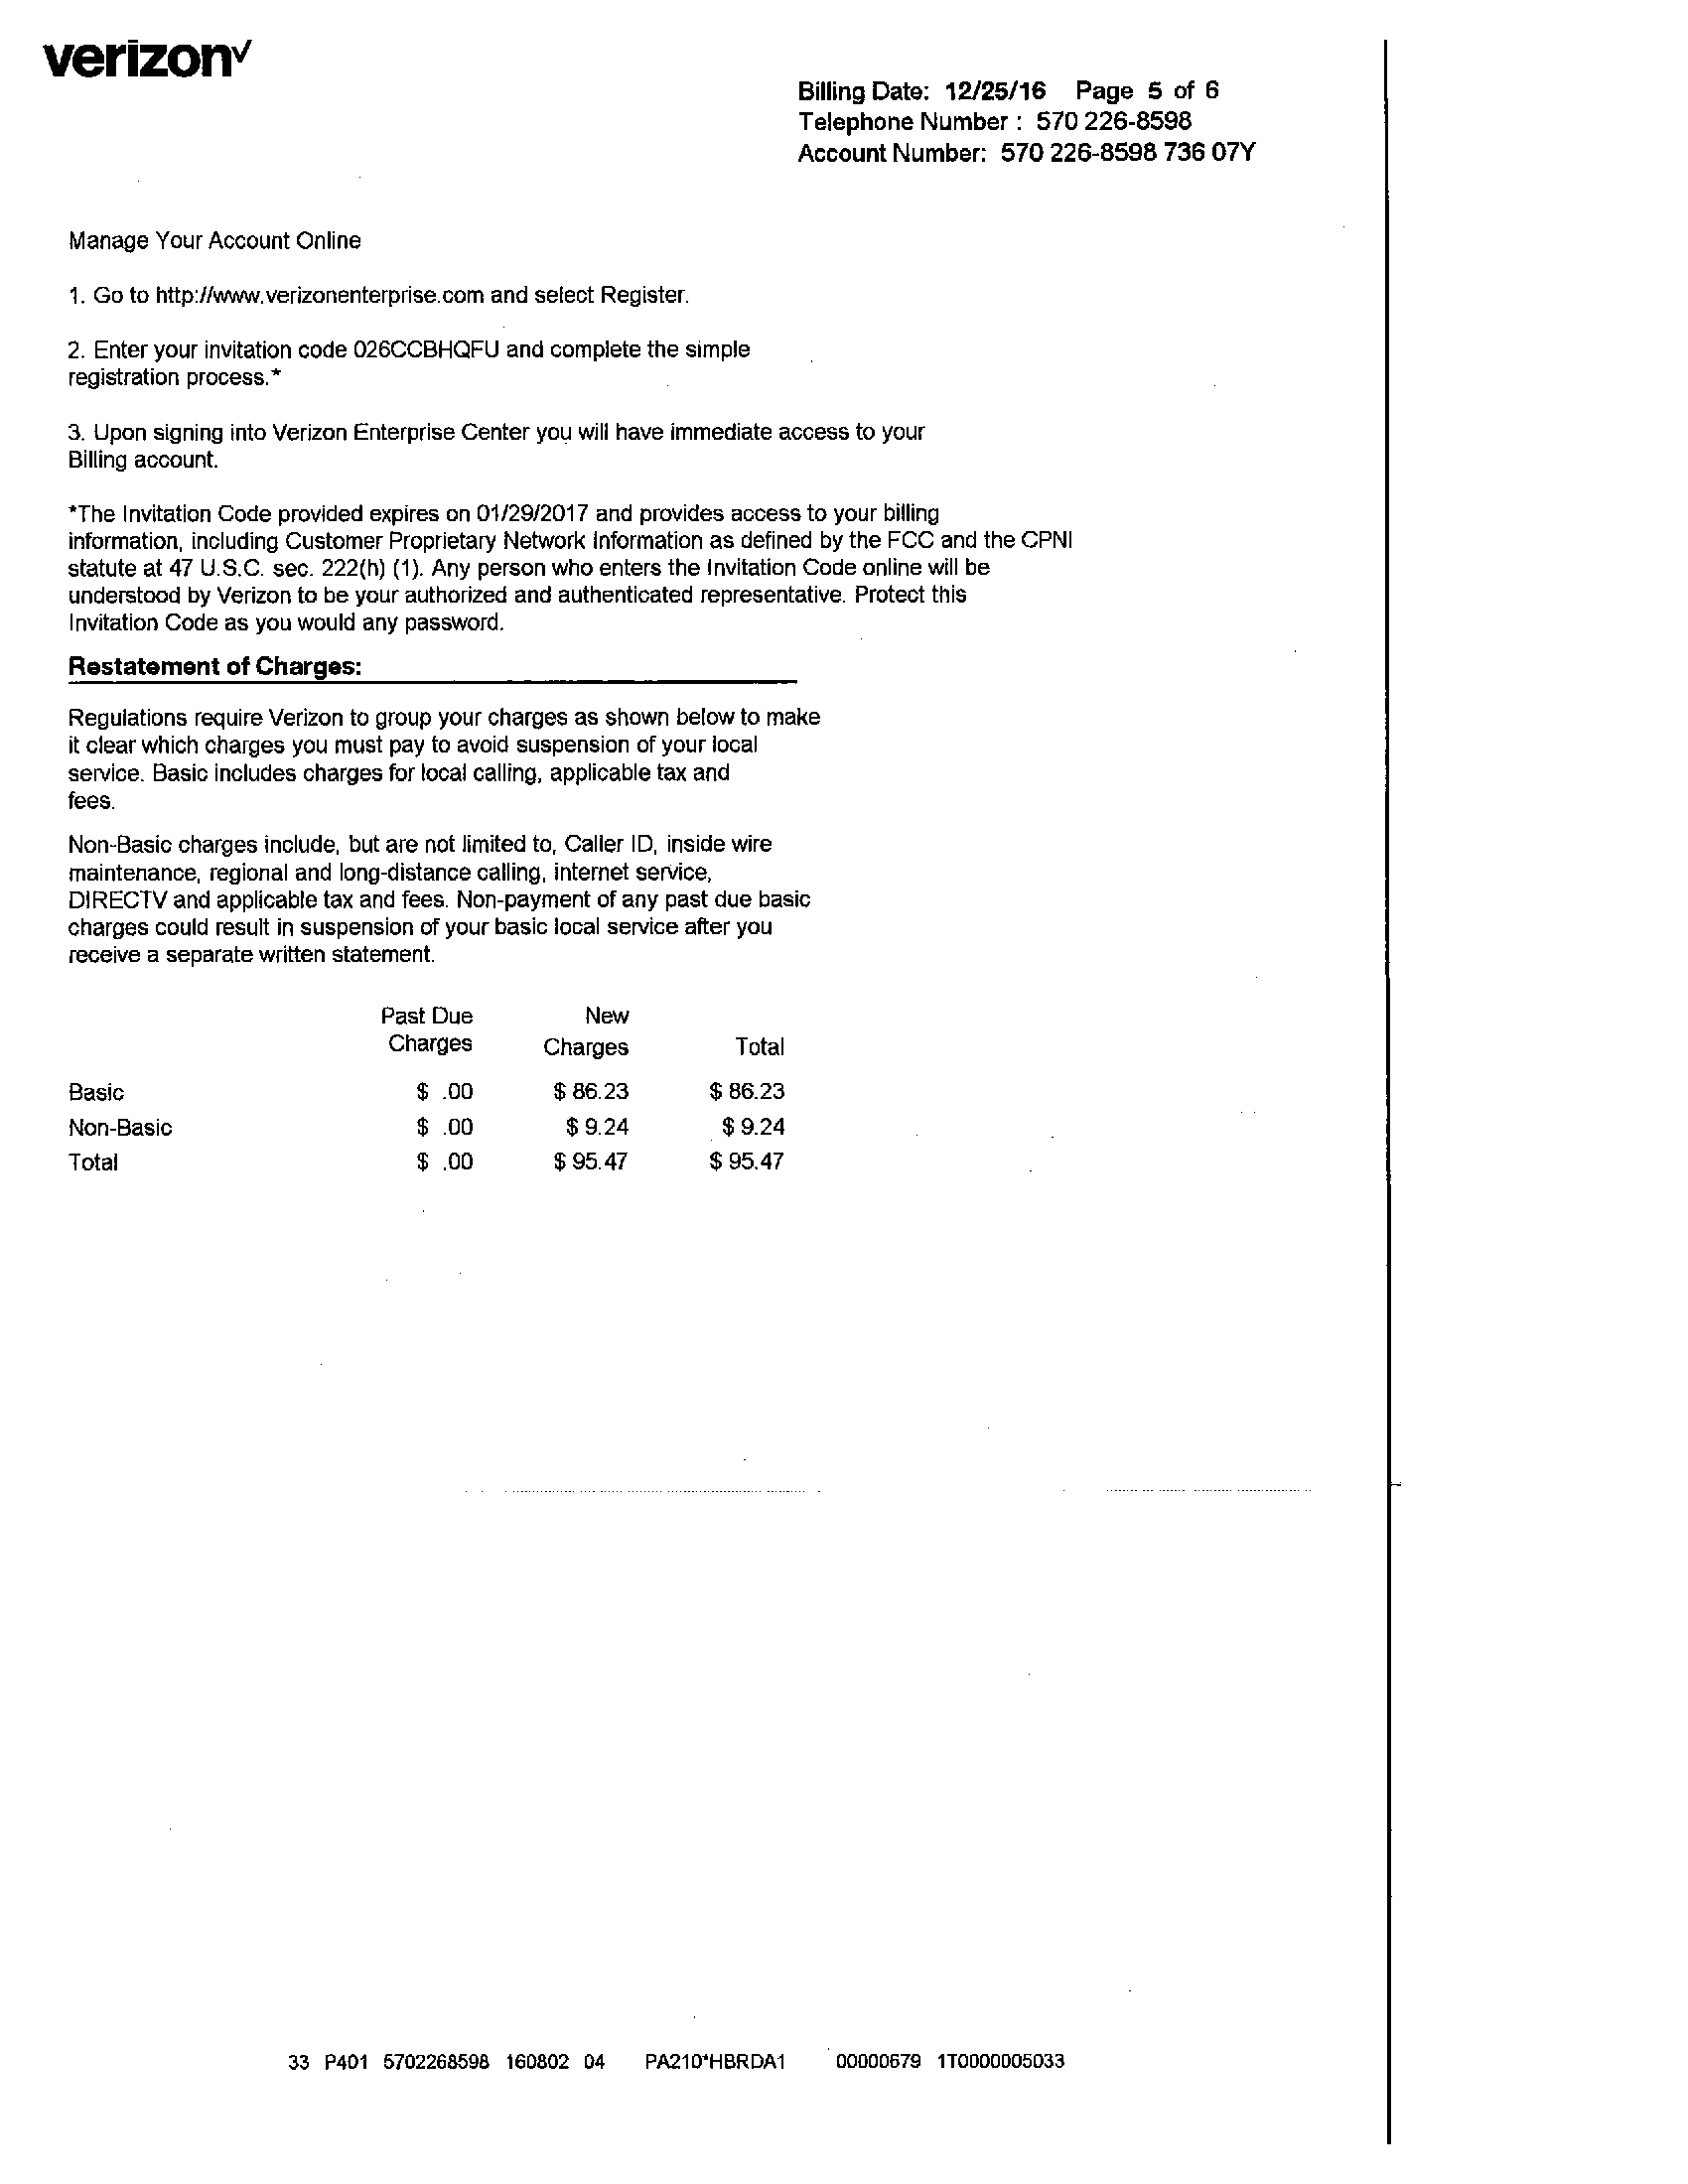 verizon✓
Billing Date: 12/25/16 Page 5 of 6
Telephone Number : 570 226-8598
Account Number: 570 226-8598 736 07Y
Manage Your Account Online
1. Go to http://www.verizonenterprise.com and select Register.
2. Enter your invitation code 026CCBHQFU and complete the simple
registration process.*
3. Upon signing into Verizon Enterprise Center you will have immediate access to your
Billing account.
*The Invitation Code provided expires on 01/29/2017 and provides access to your billing
information, including Customer Proprietary Network Information as defined by the FCC and the CPNI
statute at 47 U.S.C. sec. 222(h) (1). Any person who enters the Invitation Code online will be
understood by Verizon to be your authorized and authenticated representative. Protect this
Invitation Code as you would any password.
Restatement of Charges:
Regulations require Verizon to group your charges as shown below to make
it clear which charges you must pay to avoid suspension of your local
service. Basic includes charges for local calling, applicable tax and
fees.
Non-Basic charges include, but are not limited to, Caller ID, inside wire
maintenance, regional and long-distance calling, internet service,
DIRECTV and applicable tax and fees. Non-payment of any past due basic
charges could result in suspension of your basic local service after you
receive a separate written statement.
Past Due New
Charges Charges Total
Basic $ .00 $ 86.23 $ 86.23
Non-Basic $ .00 $ 9.24 $ 9.24
Total $ .00 $ 95.47 $ 95.47
33 P401 5702268598 160802 04 PA210*HBRDA1 00000679 1T0000005033